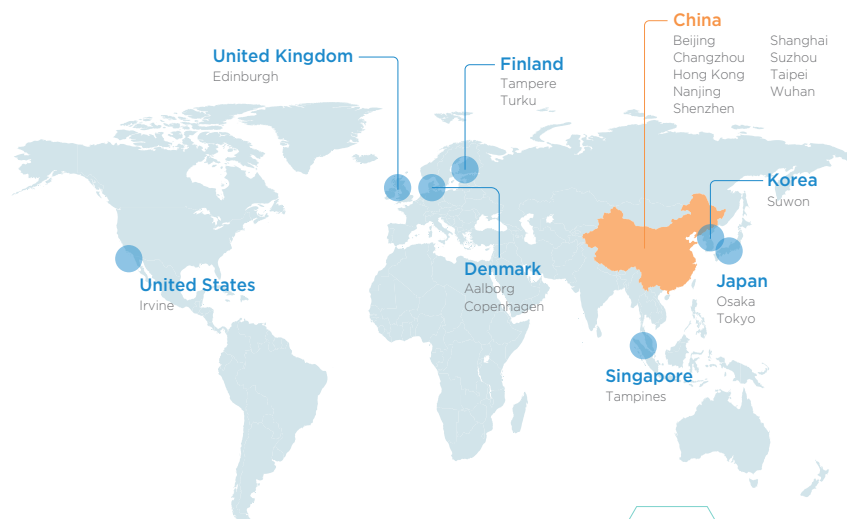 China
Beijing
Changzhou
Hong Kong
Nanjing
Shenzhen
Shanghai
Suzhou
Taipei
Wuhan
United Kingdom
Edinburgh
Finland
Tampere
Turku
Korea
Suwon
Denmark
Aalborg
Copenhagen
United States
Irvine
Japan
Osaka
Tokyo
Singapore
Tampines